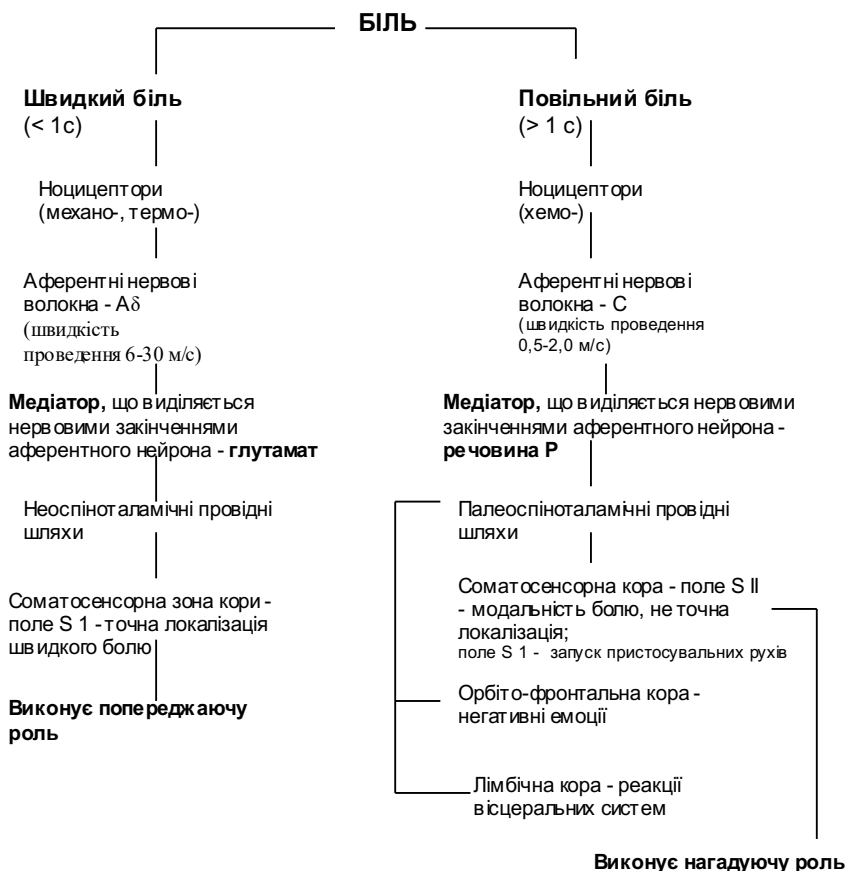 БІЛЬ
Швидкий біль
(< 1с)
Ноцицептори
(механо-, термо-)
Аферентні нервові
волокна - Аδ
(швидкість
проведення 6-30 м/с)
Медіатор, що виділяється
нервовими закінченнями
аферентного нейрона - глутамат
Неоспіноталамічні провідні
шляхи
Соматосенсорна зона кори -
поле S 1 - точна локалізація
швидкого болю
Виконує попереджаючу
роль
Повільний біль
(> 1 с)
Ноцицептори
(хемо-)
Аферентні нервові
волокна - С
(швидкість проведення
0,5-2,0 м/с)
Медіатор, що виділяється нервовими
закінченнями аферентного нейрона -
речовина Р
Палеоспіноталамічні провідні
шляхи
Соматосенсорна кора - поле S II
- модальність болю, не точна
локалізація;
поле S 1 - запуск пристосувальних рухів
Орбіто-фронтальна кора -
негативні емоції
Лімбічна кора - реакції
вісцеральних систем
Виконує нагадуючу роль